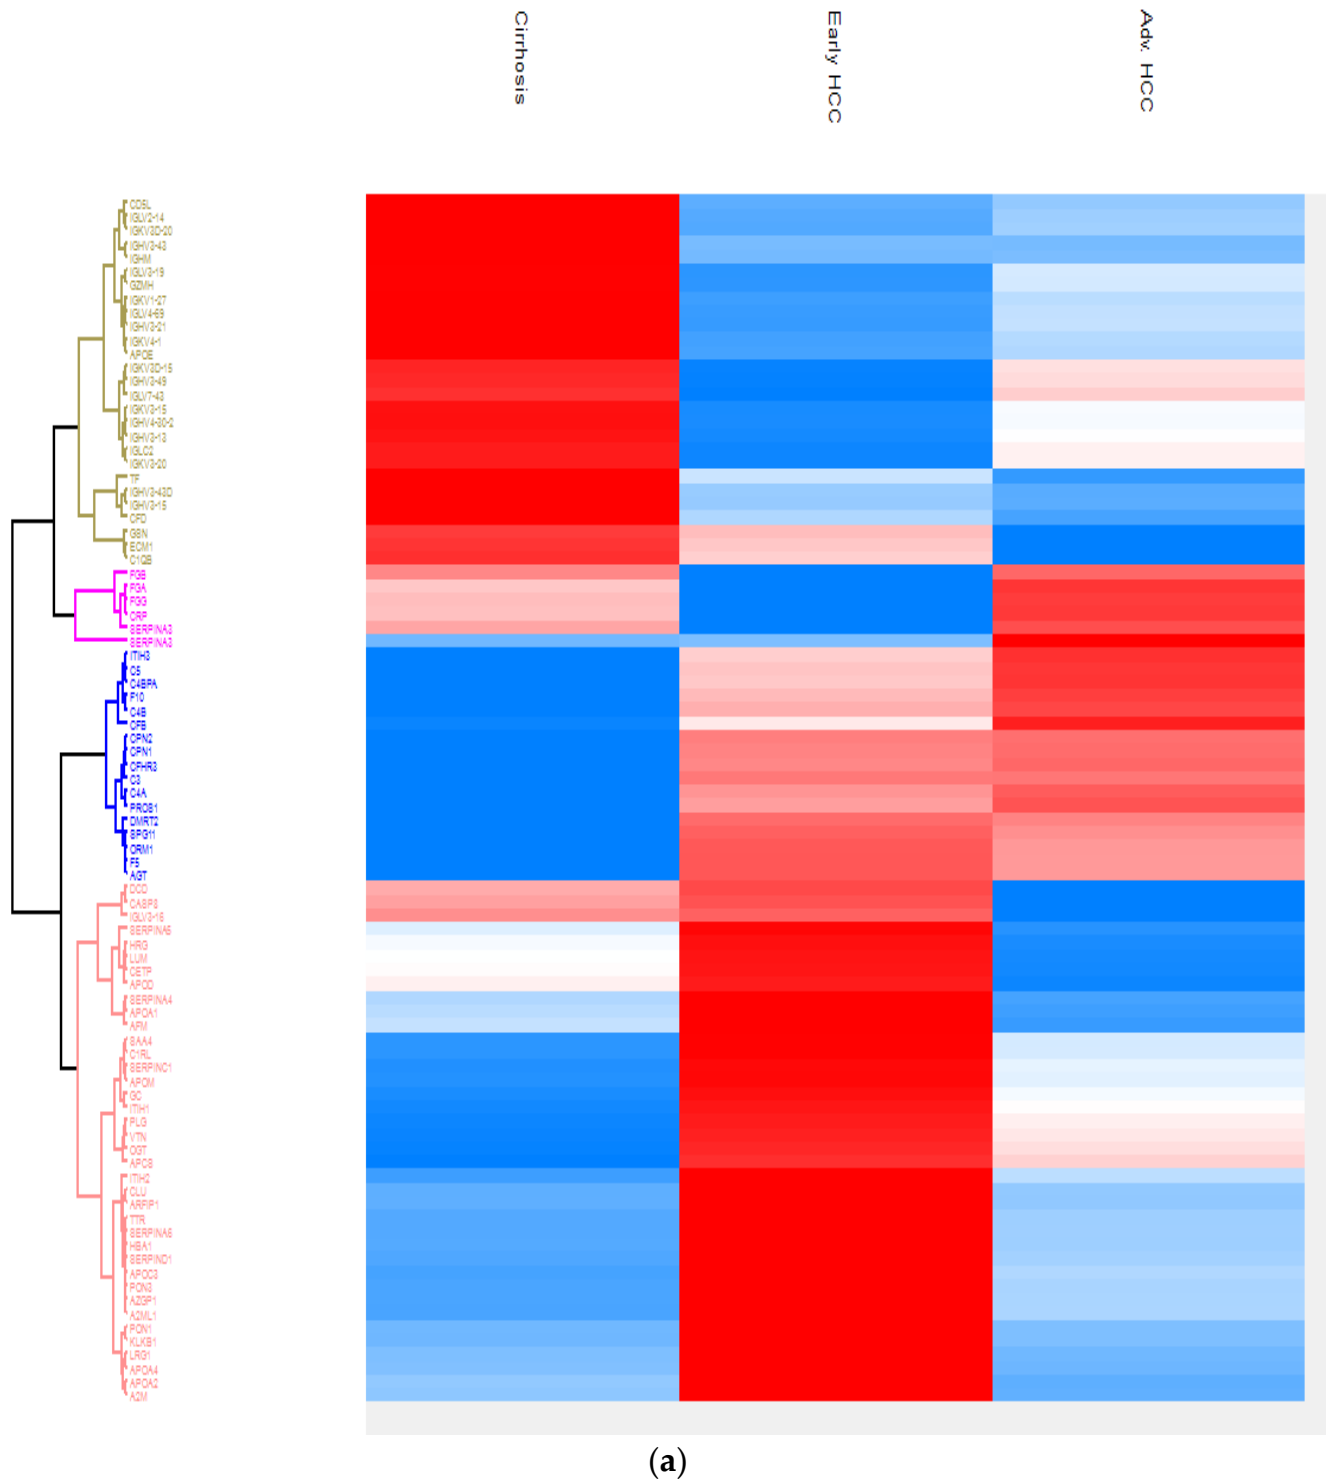 Cirrhosis
Early HCC
Adv. HCC
CD5L
IGLV2-14
IGKV3D-20
IGHV3-43
IGHM
IGLV3-19
GZMH
IGKV1-27
IGLV4-69
IGHV3-21
IGKV4-1
APOE
IGKV3D-15
IGHV3-49
IGLV7-43
IGKV3-15
IGHV4-30-2
IGHV3-13
IGLC2
IGKV3-20
TF
IGHV3-43D
IGHV3-15
CFD
GSN
ECM1
C1QB
FGB
FGA
FGG
CRP
SERPINA3
SERPINA3
ITIH3
C5
C4BPA
F10
C4B
CFB
CPN2
CPN1
CFHR3
C3
C4A
PROS1
DMRT2
SPG11
ORM1
F5
AGT
DCD
IGLV3-16
SERPINA5
HRG
LUM
CETP
APOD
SERPINA4
APOA1
AFM
SAA4
C1RL
SERPINC1
APOM
GC
ITIH1
PLG
VTN
OGT
APCS
ITIH2
CLU
ARFIP1
TTR
SERPINA6
HBA1
SERPIND1
APOC3
PON3
AZGP1
A2ML1
PON1
KLKB1
LRG1
APOA4
APOA2
A2M
(a)